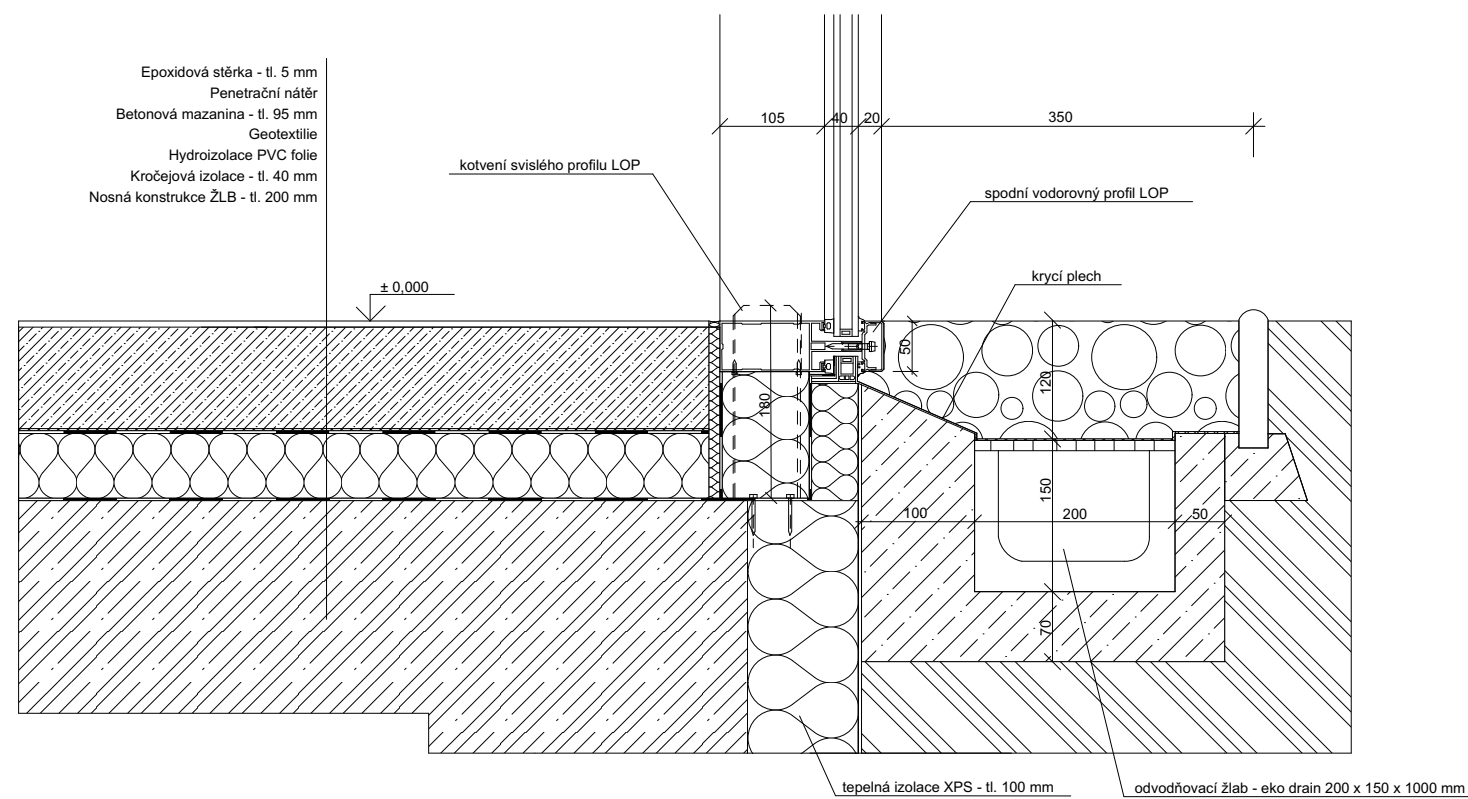 Epoxidová stěrka - tl. 5 mm
Penetrační nátěr
Betonová mazanina - tl. 95 mm
Geotextilie
Hydroizolace PVC folie
Kročejová izolace - tl. 40 mm
Nosná konstrukce ŽLB - tl. 200 mm
105
40
20
350
kotvení svislého profilu LOP
spodní vodorovný profil LOP
krycí plech
± 0,000
50
120
180
150
100
200
50
70
tepelná izolace XPS - tl. 100 mm
odvodňovací žlab - eko drain 200 x 150 x 1000 mm